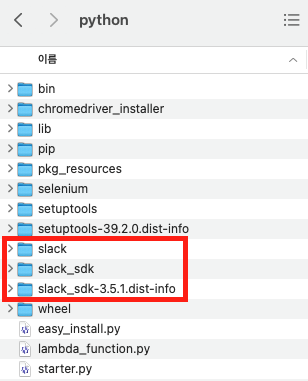 python
이름
bin
chromedriver_installer
lib
pip
pkg_resources
selenium
setuptools
setuptools-39.2.0.dist-info
slack
slack_sdk
slack_sdk-3.5.1.dist-info
wheel
easy_install.py
lambda_function.py
starter.py